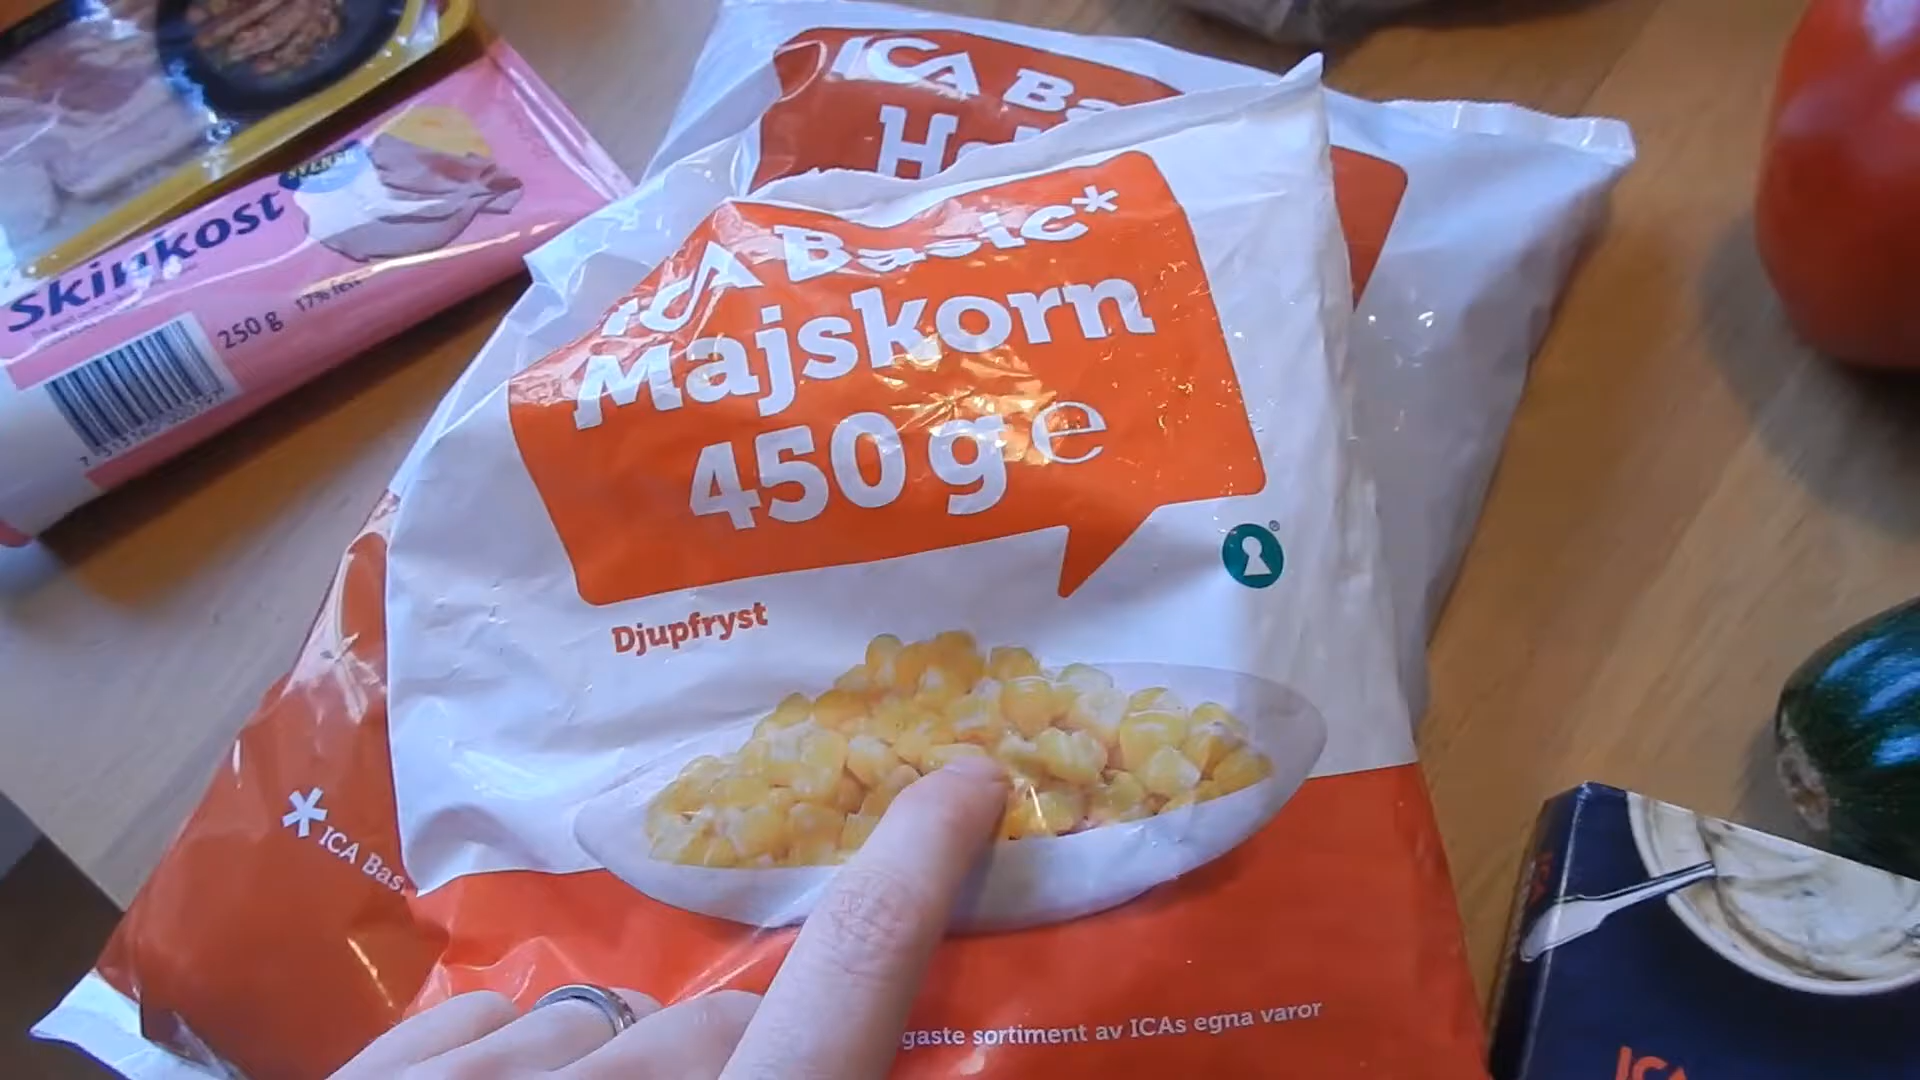 ICA Ba
H
ICA Basic*
Majskorn
450 g ℮
Djupfryst
Skinkost
SVENSK
250 g 17% fett
* ICA Bas
gaste sortiment av ICAs egna varor
ICA